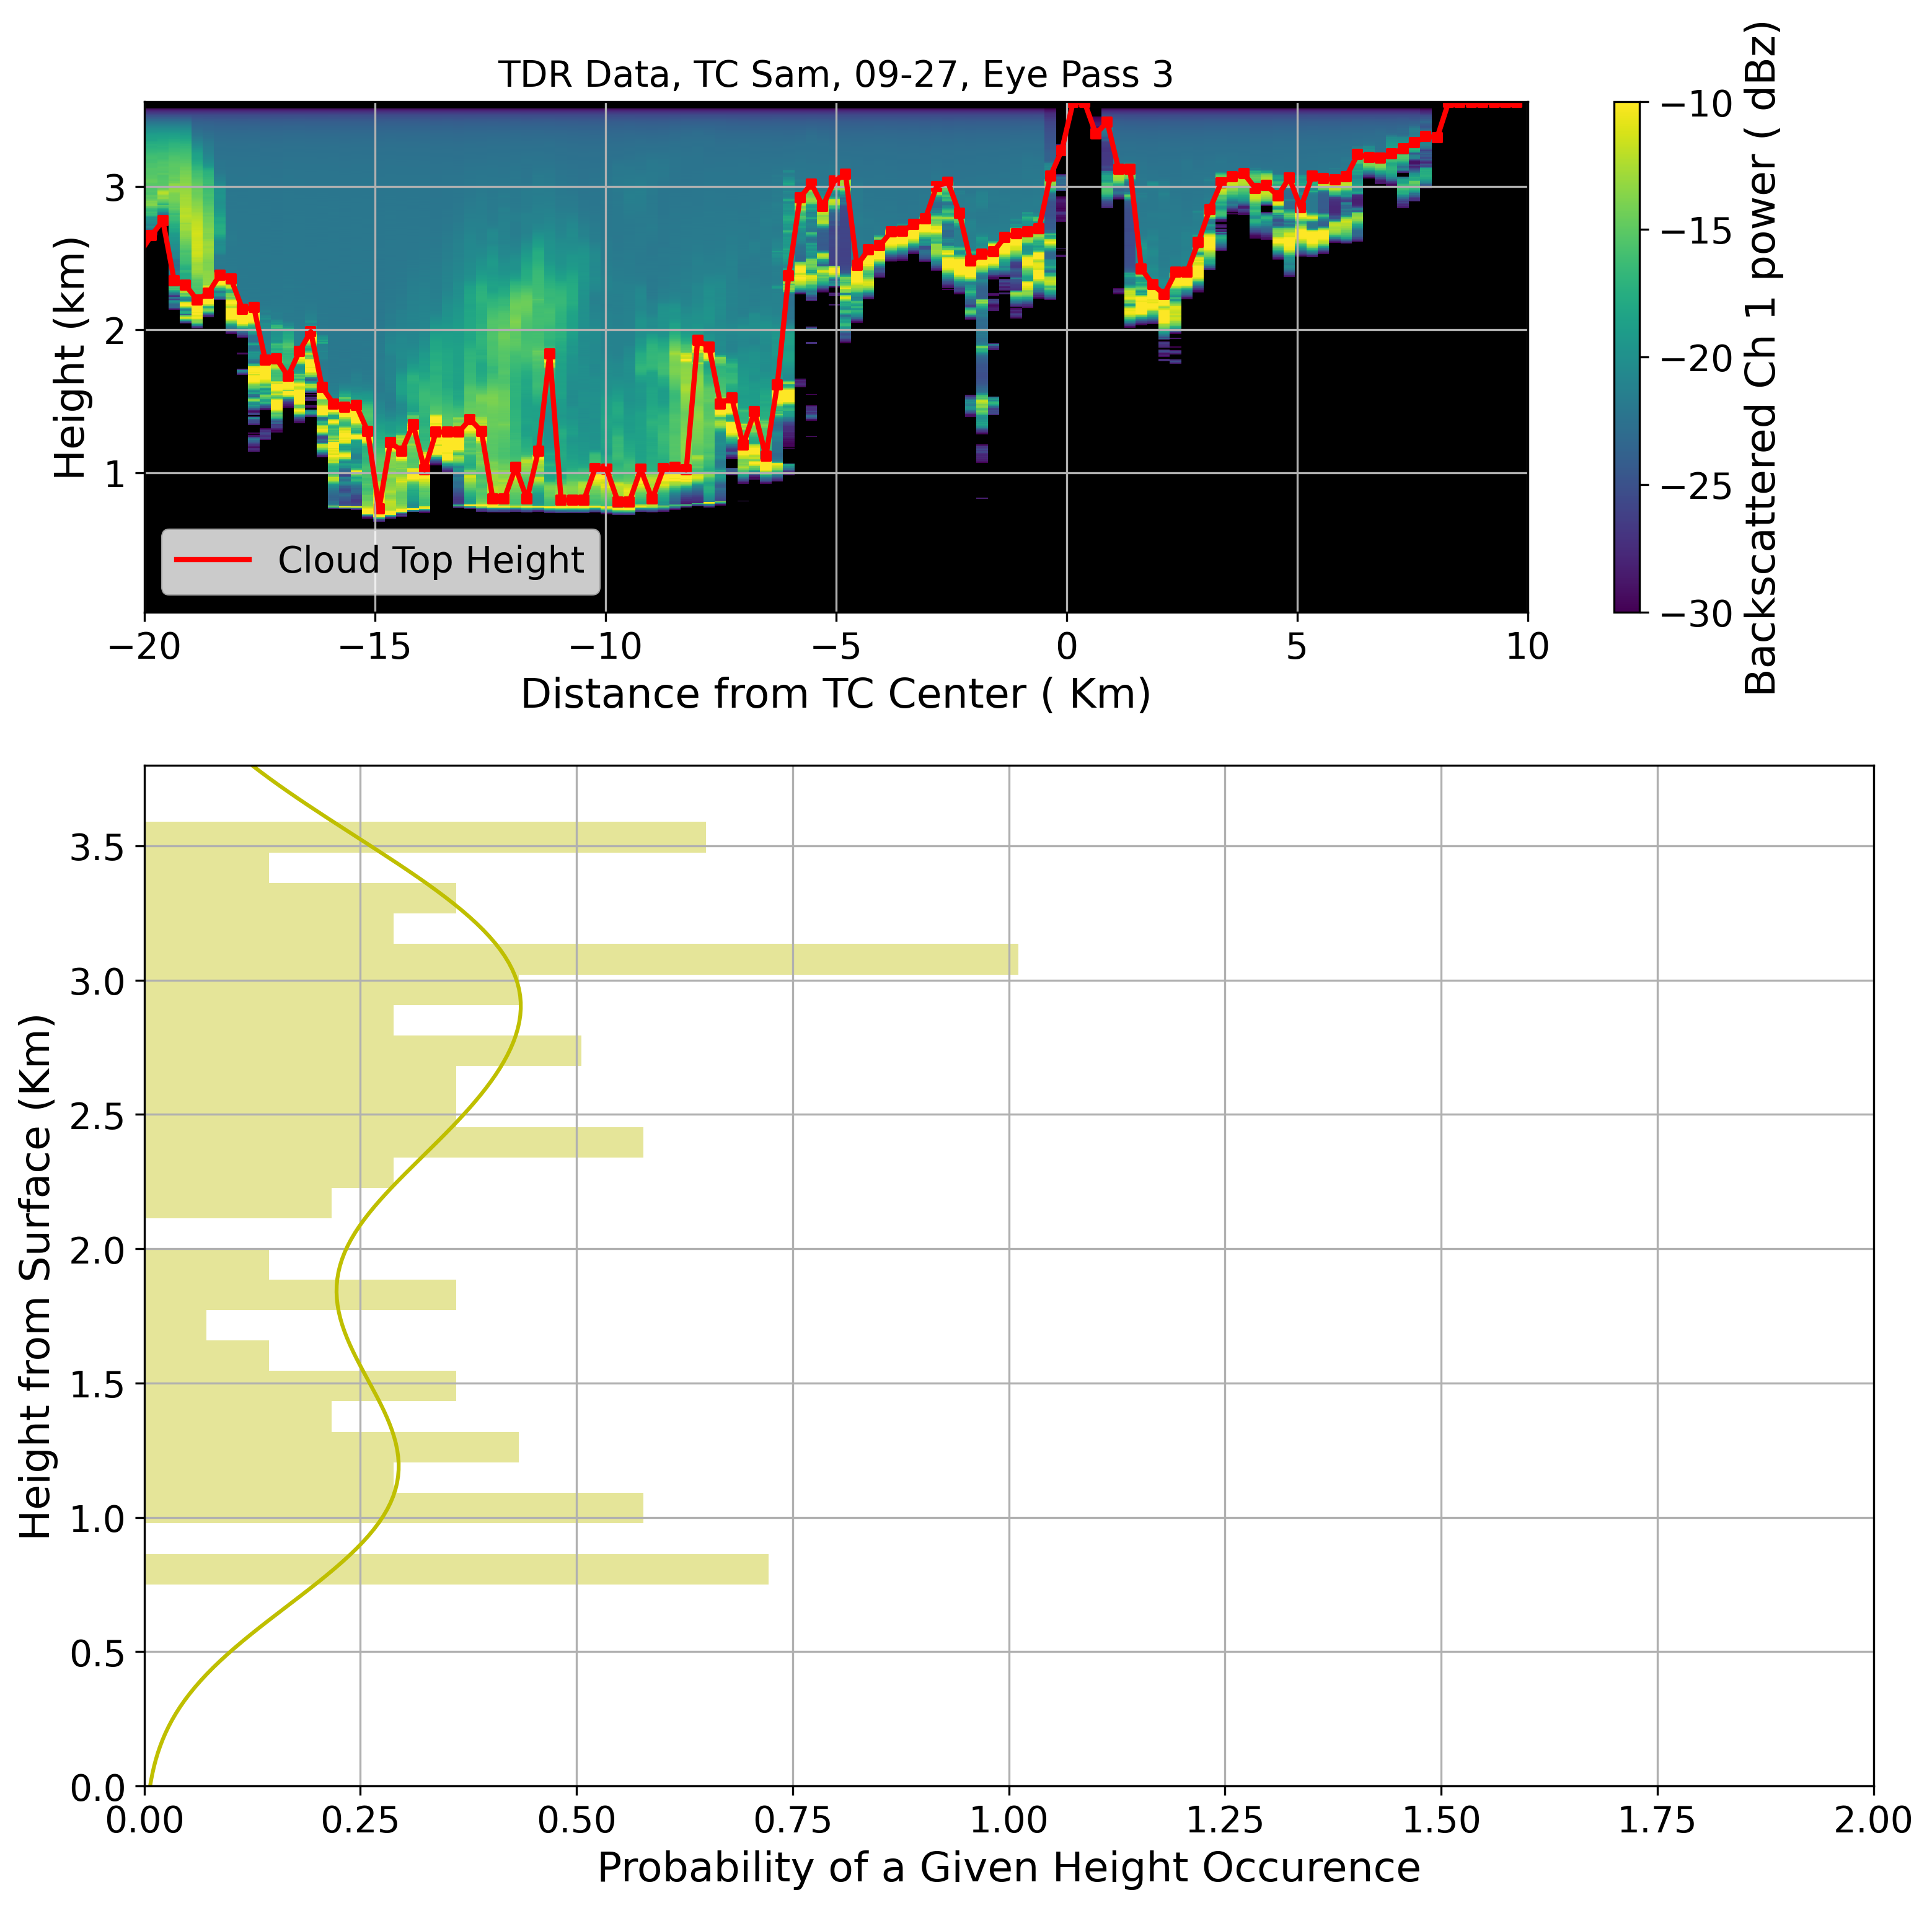 TDR Data, TC Sam, 09-27, Eye Pass 3
Height (km)
3
2
1
Cloud Top Height
−20 −15 −10 −5 0 5 10
Distance from TC Center ( Km)
−10
−15
−20
−25
−30
Backscattered Ch 1 power ( dBz)
Height from Surface (Km)
3.5
3.0
2.5
2.0
1.5
1.0
0.5
0.0
0.00 0.25 0.50 0.75 1.00 1.25 1.50 1.75 2.00
Probability of a Given Height Occurence